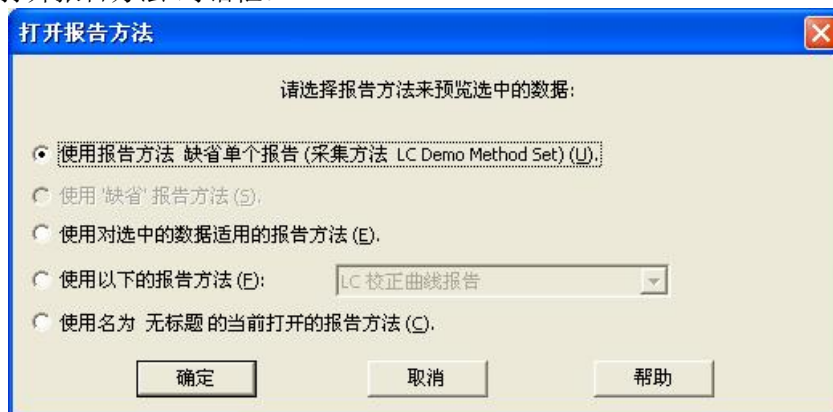 打开报告方法
请选择报告方法来预览选中的数据:
使用报告方法 缺省单个报告 (采集方法 LC Demo Method Set) (U).
使用 '缺省' 报告方法 (S).
使用对选中的数据适用的报告方法 (E).
使用以下的报告方法 (F): LC 校正曲线报告
使用名为 无标题 的当前打开的报告方法 (C).
确定 取消 帮助